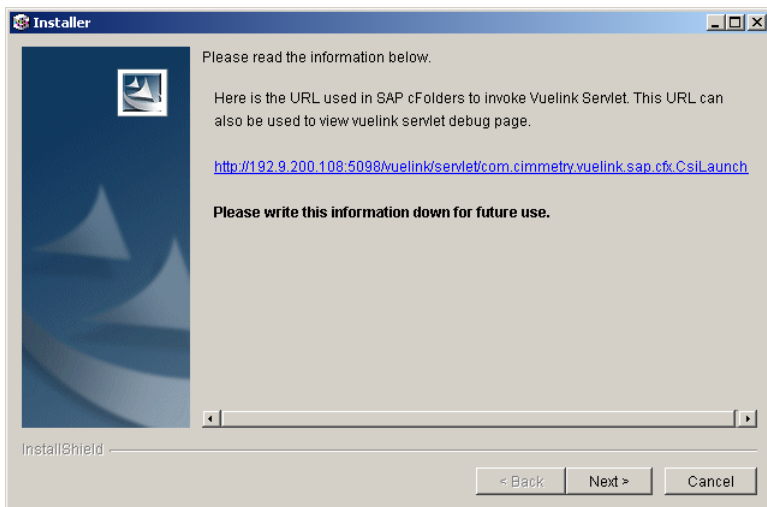 Installer
Please read the information below.
Here is the URL used in SAP cFolders to invoke Vuelink Servlet. This URL can
also be used to view vuelink servlet debug page.
http://192.9.200.108:5098/vuelink/servlet/com.cimmetry.vuelink.sap.cfx.CsiLaunch
Please write this information down for future use.
InstallShield
< Back Next > Cancel